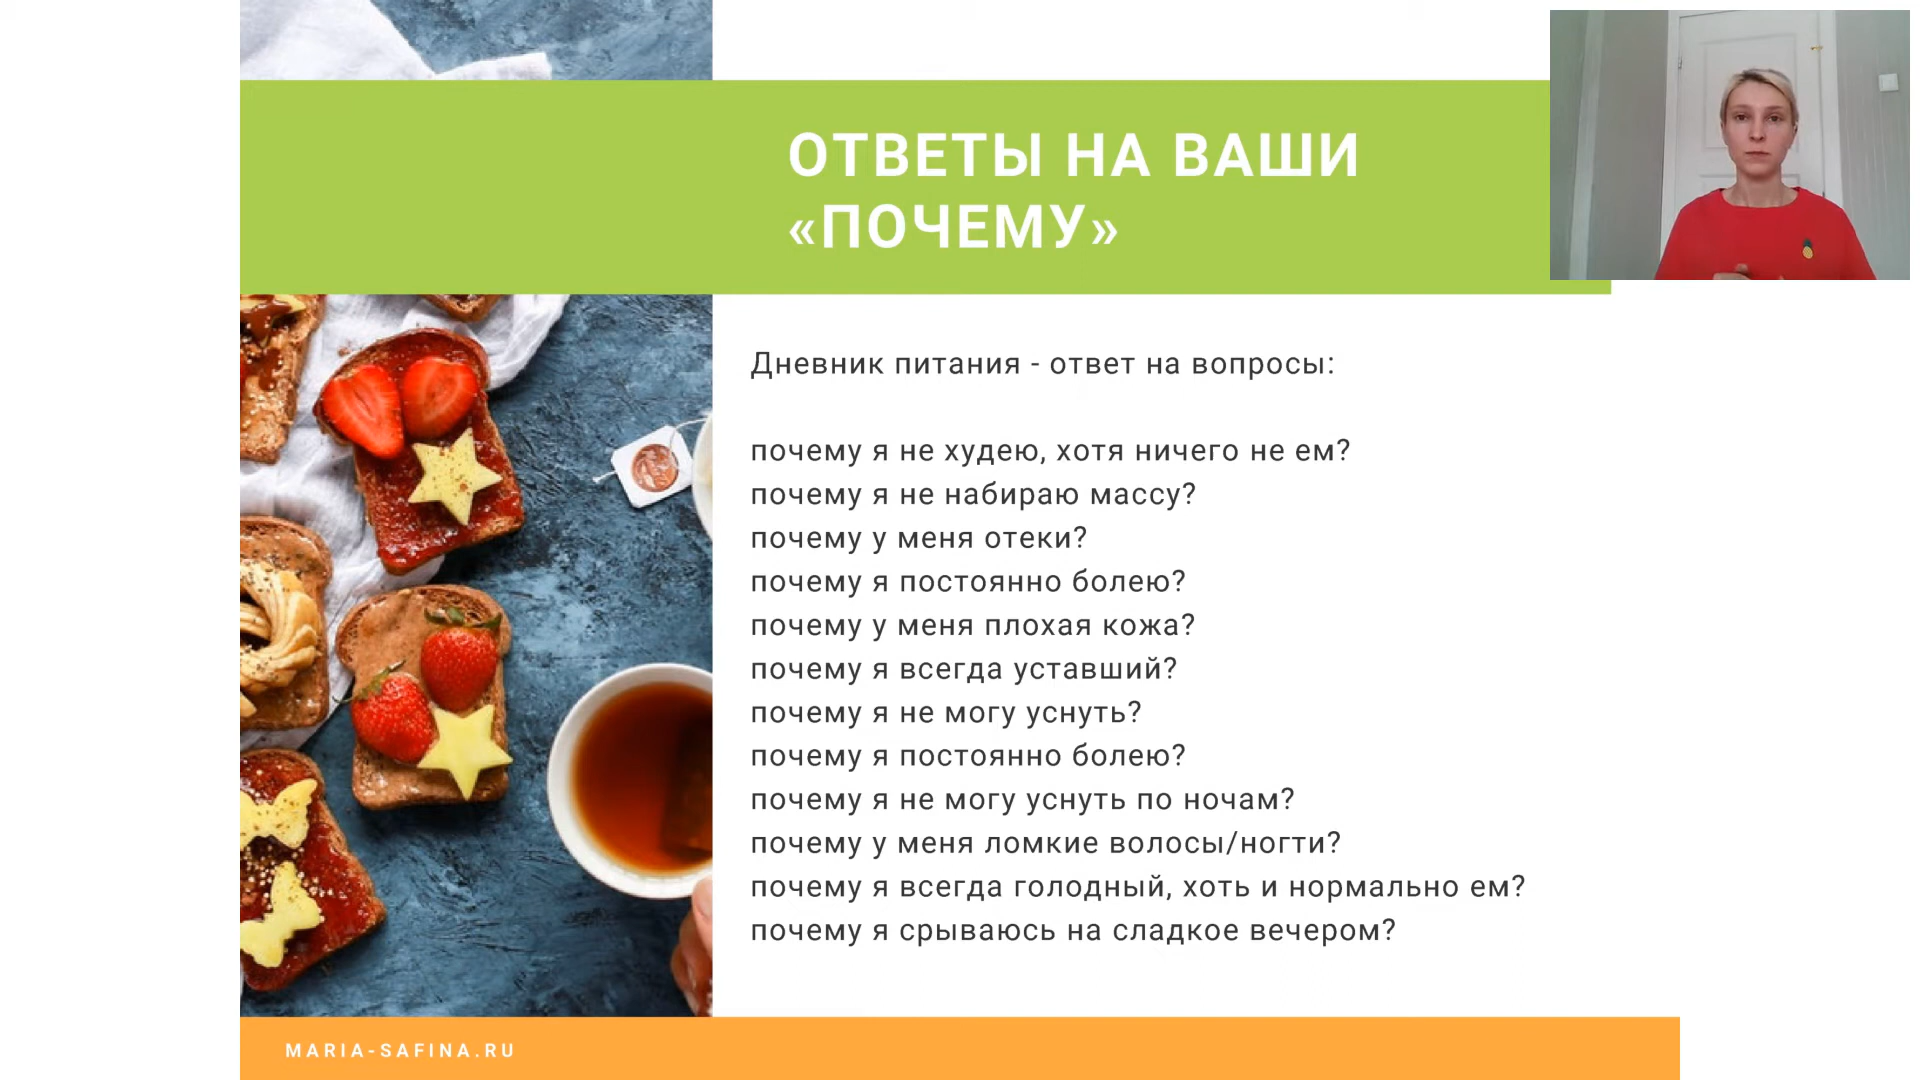 ОТВЕТЫ НА ВАШИ
«ПОЧЕМУ»
Дневник питания - ответ на вопросы:
почему я не худею, хотя ничего не ем?
почему я не набираю массу?
почему у меня отеки?
почему я постоянно болею?
почему у меня плохая кожа?
почему я всегда уставший?
почему я не могу уснуть?
почему я постоянно болею?
почему я не могу уснуть по ночам?
почему у меня ломкие волосы/ногти?
почему я всегда голодный, хоть и нормально ем?
почему я срываюсь на сладкое вечером?
MARIA-SAFINA.RU